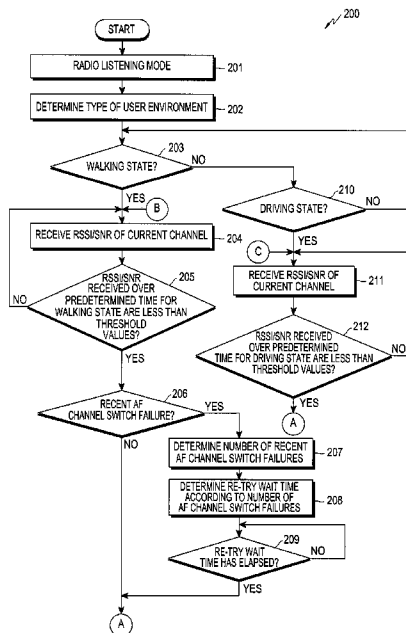 200
START
RADIO LISTENING MODE
201
DETERMINE TYPE OF USER ENVIRONMENT
202
203
WALKING STATE?
NO
YES
B
210
DRIVING STATE?
NO
YES
C
RECEIVE RSSI/SNR OF CURRENT CHANNEL
204
RECEIVE RSSI/SNR OF
CURRENT CHANNEL
211
205
RSSI/SNR
RECEIVED OVER
PREDETERMINED TIME FOR
WALKING STATE ARE LESS THAN
THRESHOLD
VALUES?
NO
YES
212
RSSI/SNR RECEIVED
OVER PREDETERMINED
TIME FOR DRIVING STATE ARE LESS THAN
THRESHOLD VALUES?
NO
YES
A
206
RECENT AF
CHANNEL SWITCH FAILURE?
YES
NO
DETERMINE NUMBER OF RECENT
AF CHANNEL SWITCH FAILURES
207
DETERMINE RE-TRY WAIT TIME
ACCORDING TO NUMBER OF
AF CHANNEL SWITCH FAILURES
208
209
RE-TRY WAIT
TIME HAS ELAPSED?
NO
YES
A